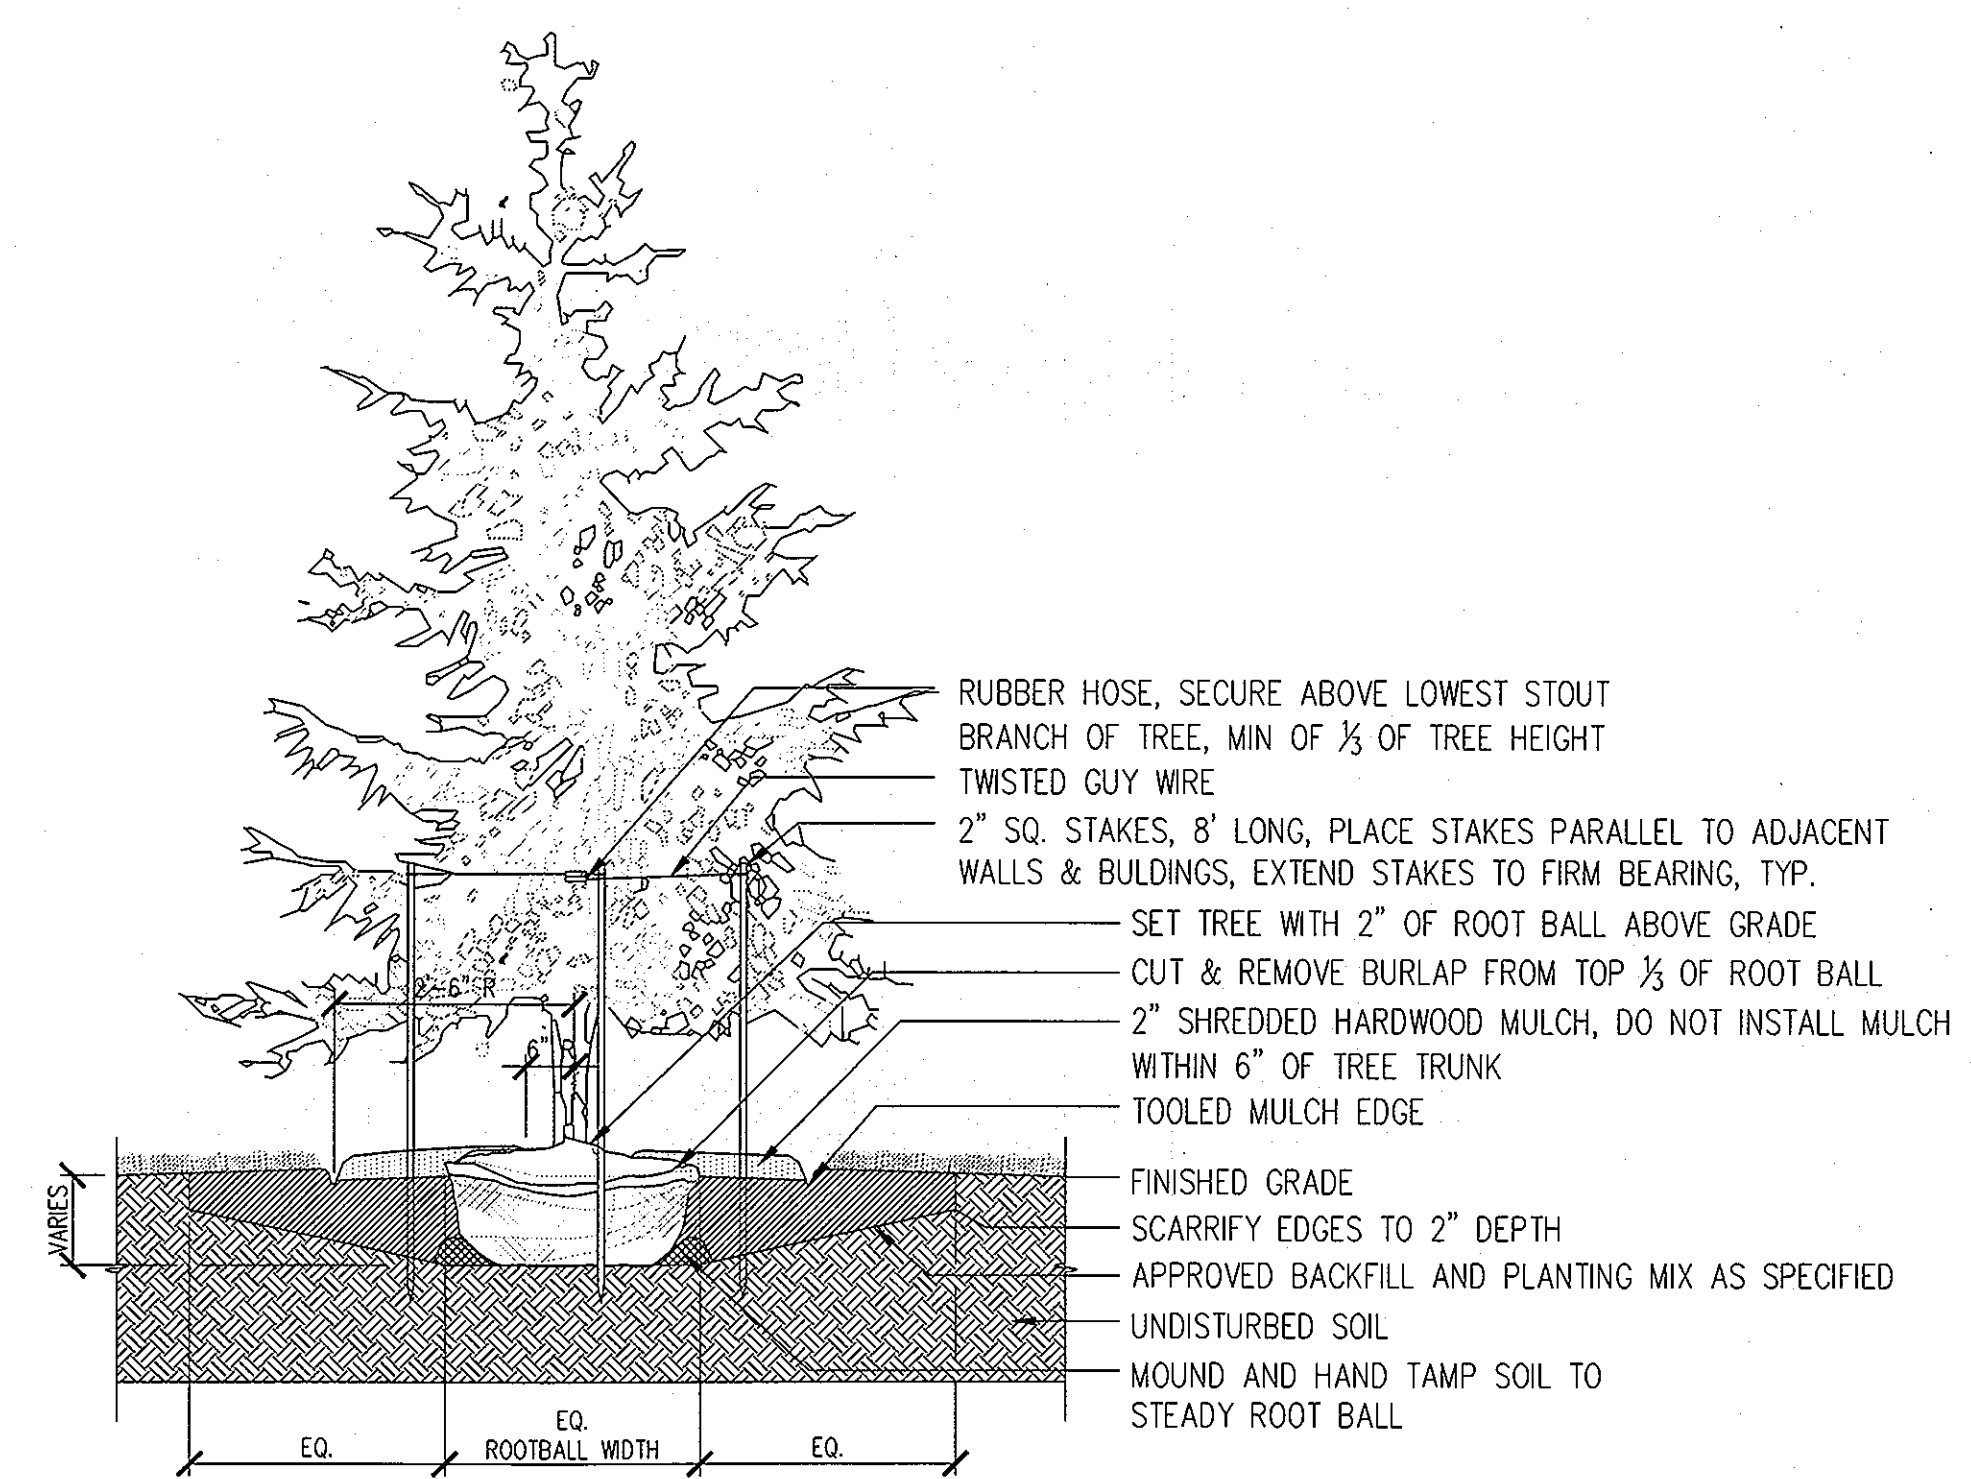 RUBBER HOSE, SECURE ABOVE LOWEST STOUT
BRANCH OF TREE, MIN OF ⅓ OF TREE HEIGHT
TWISTED GUY WIRE
2" SQ. STAKES, 8' LONG, PLACE STAKES PARALLEL TO ADJACENT
WALLS & BULDINGS, EXTEND STAKES TO FIRM BEARING, TYP.
SET TREE WITH 2" OF ROOT BALL ABOVE GRADE
CUT & REMOVE BURLAP FROM TOP ⅓ OF ROOT BALL
2'-6" R
2" SHREDDED HARDWOOD MULCH, DO NOT INSTALL MULCH
WITHIN 6" OF TREE TRUNK
6"
TOOLED MULCH EDGE
FINISHED GRADE
VARIES
SCARRIFY EDGES TO 2" DEPTH
APPROVED BACKFILL AND PLANTING MIX AS SPECIFIED
UNDISTURBED SOIL
MOUND AND HAND TAMP SOIL TO
STEADY ROOT BALL
EQ.
EQ.
ROOTBALL WIDTH
EQ.